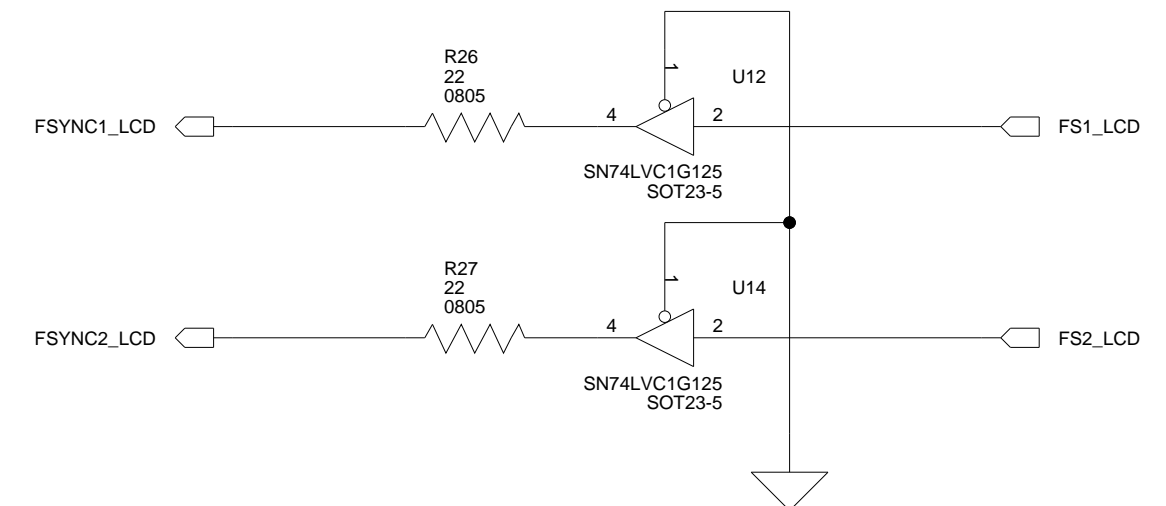 R26
22
0805
1
U12
FSYNC1_LCD
4
2
FS1_LCD
SN74LVC1G125
SOT23-5
R27
22
0805
1
U14
FSYNC2_LCD
4
2
FS2_LCD
SN74LVC1G125
SOT23-5